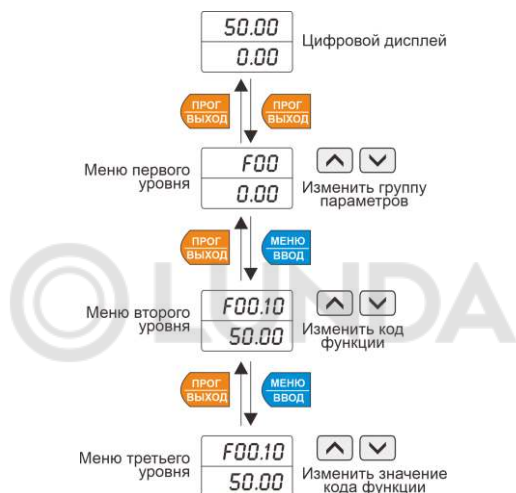 50.00
Цифровой дисплей
0.00
ПРОГ ПРОГ
ВЫХОД ВЫХОД
Меню первого
уровня
F00
0.00
Изменить группу
параметров
ПРОГ МЕНЮ
ВЫХОД ВВОД
LUNDA
Меню второго
уровня
F00.10
50.00
Изменить код
функции
ПРОГ МЕНЮ
ВЫХОД ВВОД
Меню третьего
уровня
F00.10
50.00
Изменить значение
кода функции